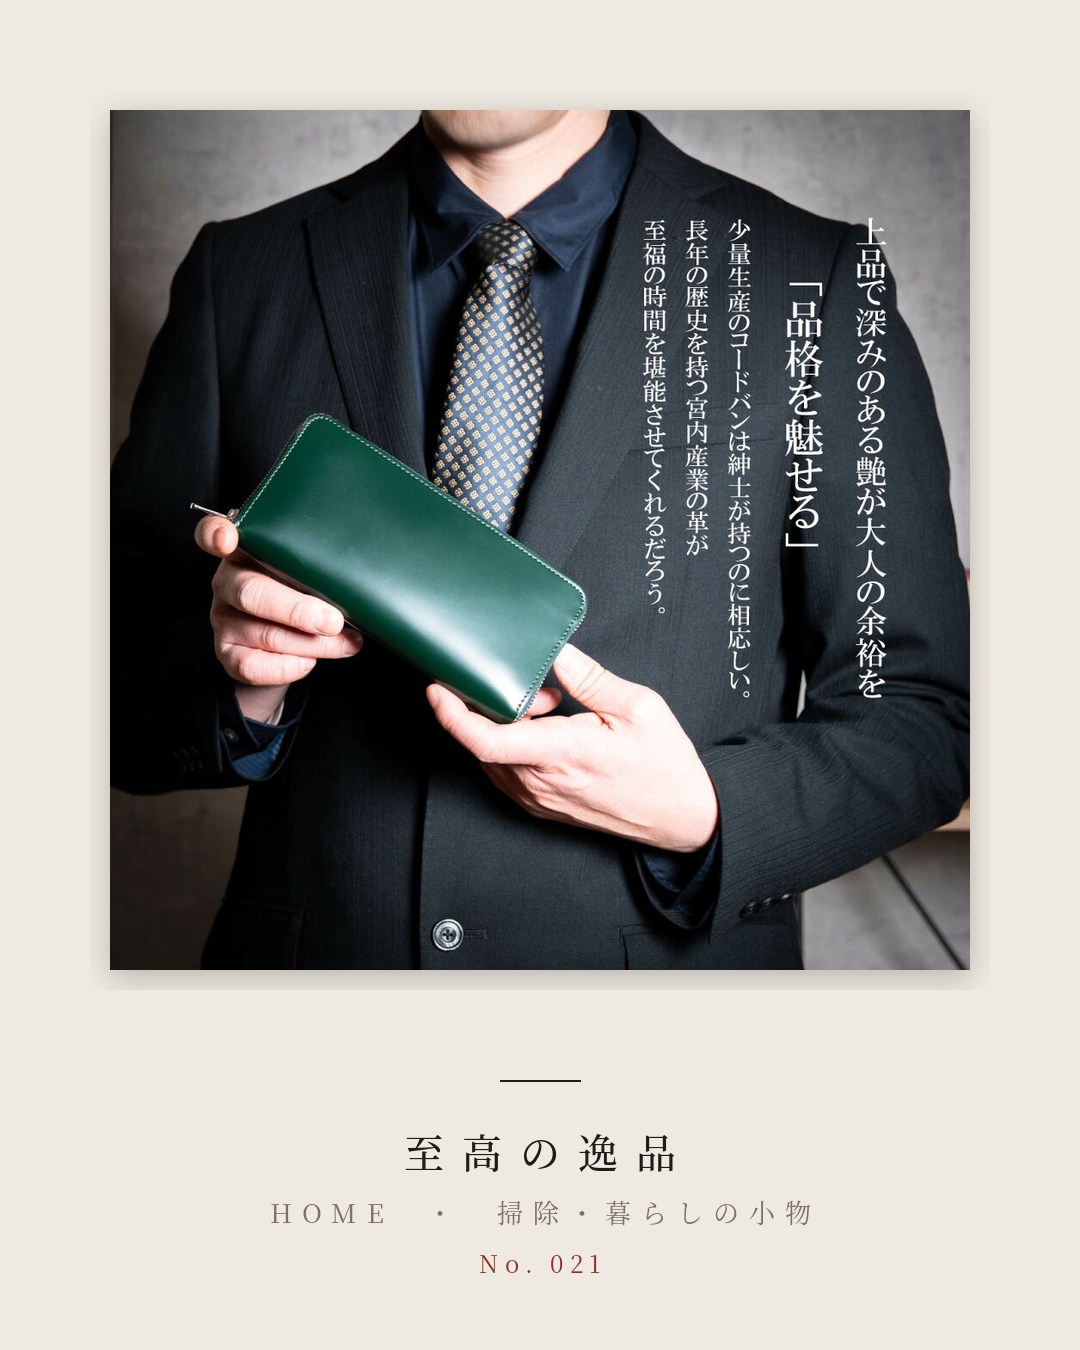 上品で深みのある艶が大人の余裕を
「品格を魅せる」
少量生産のコードバンは紳士が持つのに相応しい。
長年の歴史を持つ宮内産業の革が
至福の時間を堪能させてくれるだろう。
至高の逸品
HOME ・ 掃除・暮らしの小物
No. 021